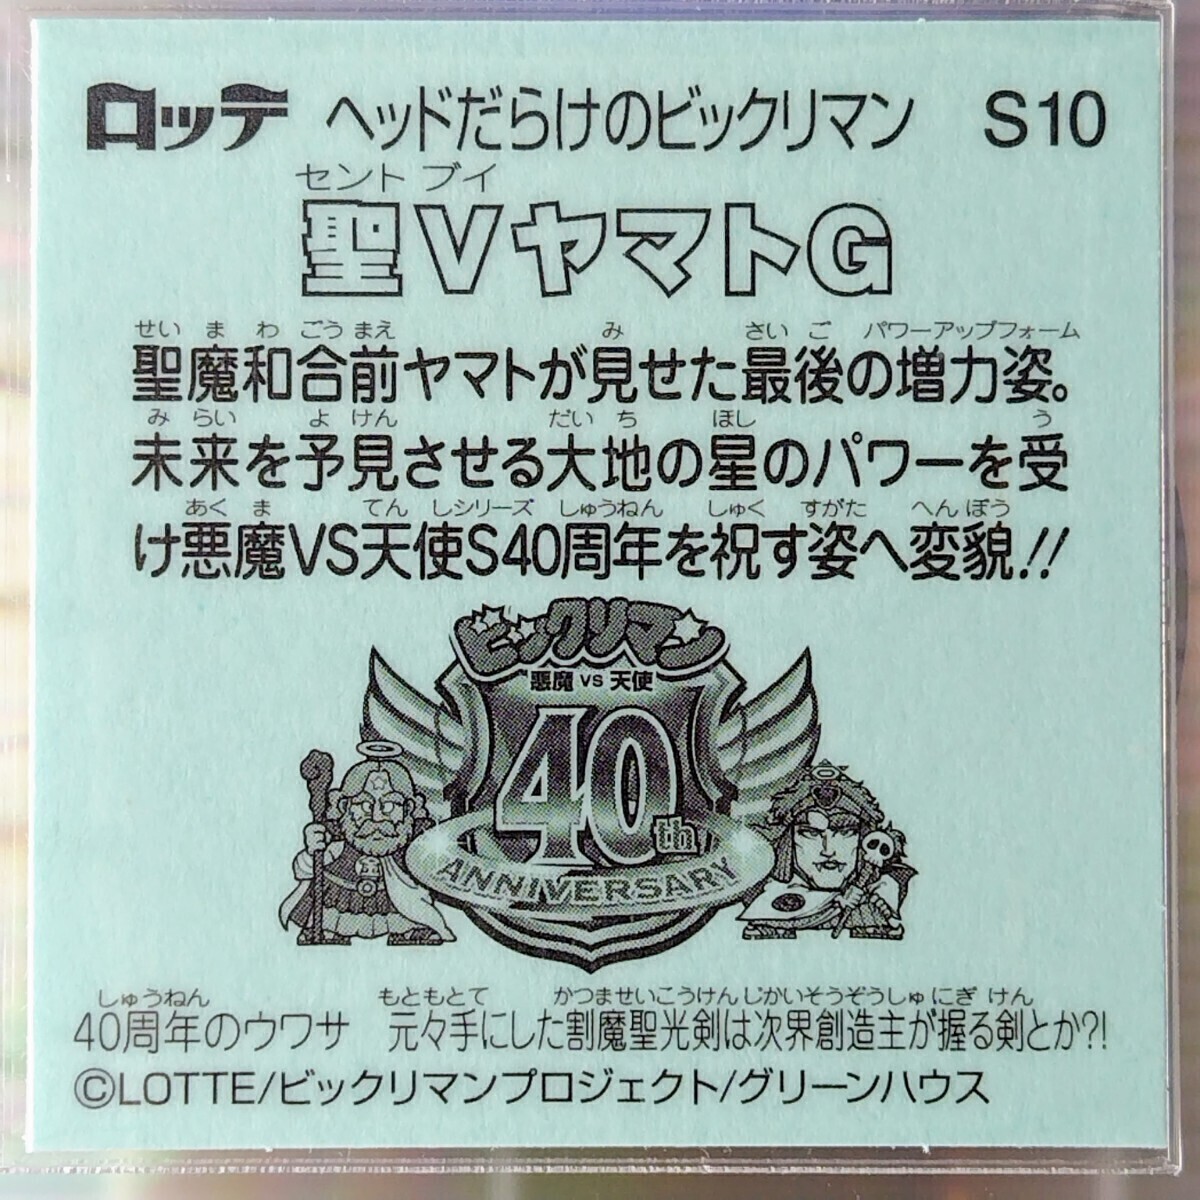 ロッテ ヘッドだらけのビックリマン S10
セント ブイ
聖VヤマトG
せい ま わ ごう まえ み さい ご パワーアップフォーム
聖魔和合前ヤマトが見せた最後の増力姿。
み らい よ けん だい ち ほし う
未来を予見させる大地の星のパワーを受
あく ま てん しシリーズ しゅうねん しゅく すがた へん ぼう
け悪魔VS天使S40周年を祝す姿へ変貌!!
ビックリマン
悪魔 VS 天使
40th
ANNIVERSARY
しゅうねん もともとて かつませいこうけん じかいそうぞうしゅ にぎ けん
40周年のウワサ 元々手にした割魔聖光剣は次界創造主が握る剣とか?!
©LOTTE/ビックリマンプロジェクト/グリーンハウス